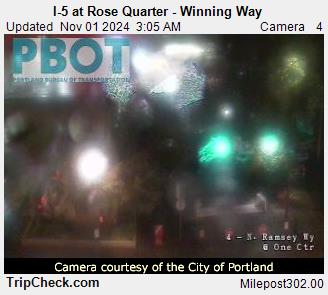 I-5 at Rose Quarter - Winning Way
Updated Nov 01 2024 3:05 AM Camera 4
PBOT
PORTLAND BUREAU OF TRANSPORTATION
4 - N. Ramsey Wy
@ One Ctr
Camera courtesy of the City of Portland
TripCheck.com Milepost302.00